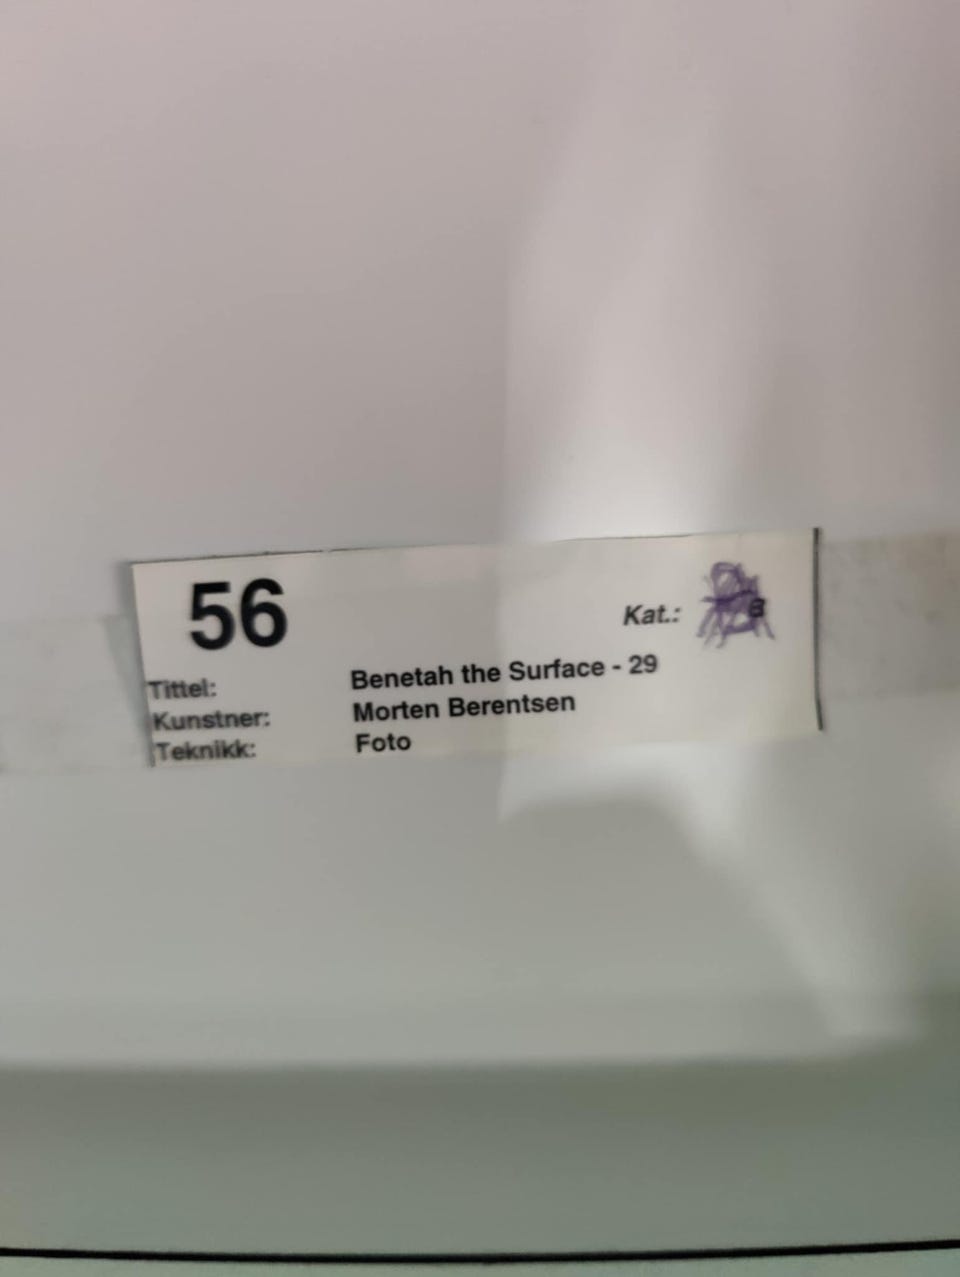 56
Kat.: B
Tittel: Benetah the Surface - 29
Kunstner: Morten Berentsen
Teknikk: Foto